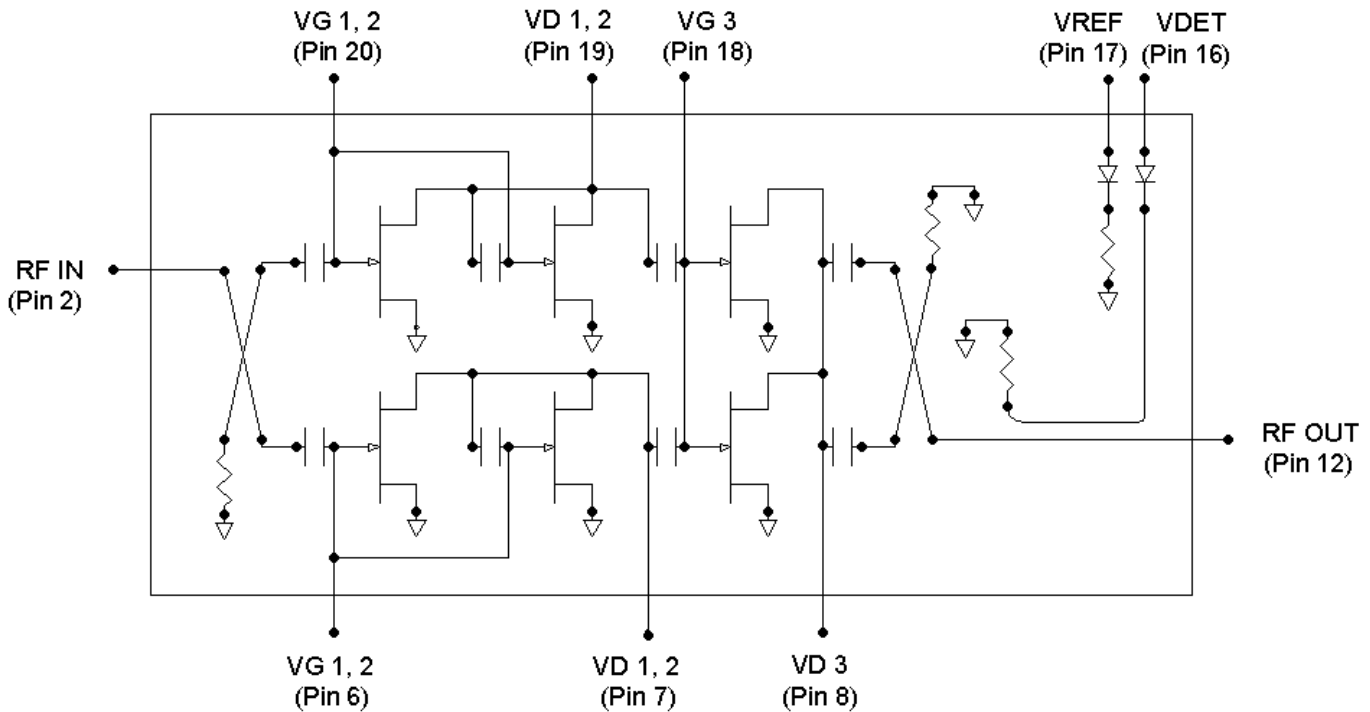 VG 1, 2
(Pin 20)
VD 1, 2
(Pin 19)
VG 3
(Pin 18)
VREF
(Pin 17)
VDET
(Pin 16)
RF IN
(Pin 2)
RF OUT
(Pin 12)
VG 1, 2
(Pin 6)
VD 1, 2
(Pin 7)
VD 3
(Pin 8)